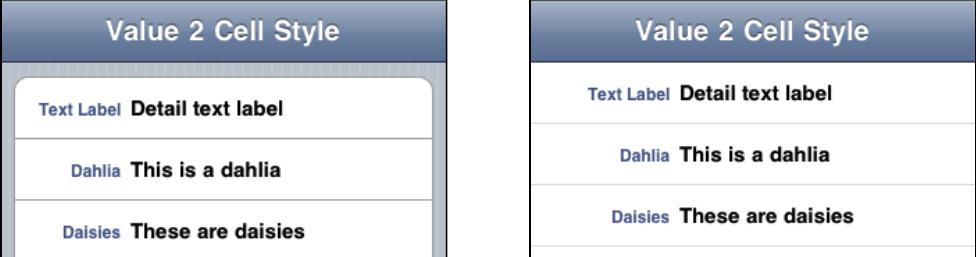 Value 2 Cell Style
Text Label Detail text label
Dahlia This is a dahlia
Daisies These are daisies
Value 2 Cell Style
Text Label Detail text label
Dahlia This is a dahlia
Daisies These are daisies